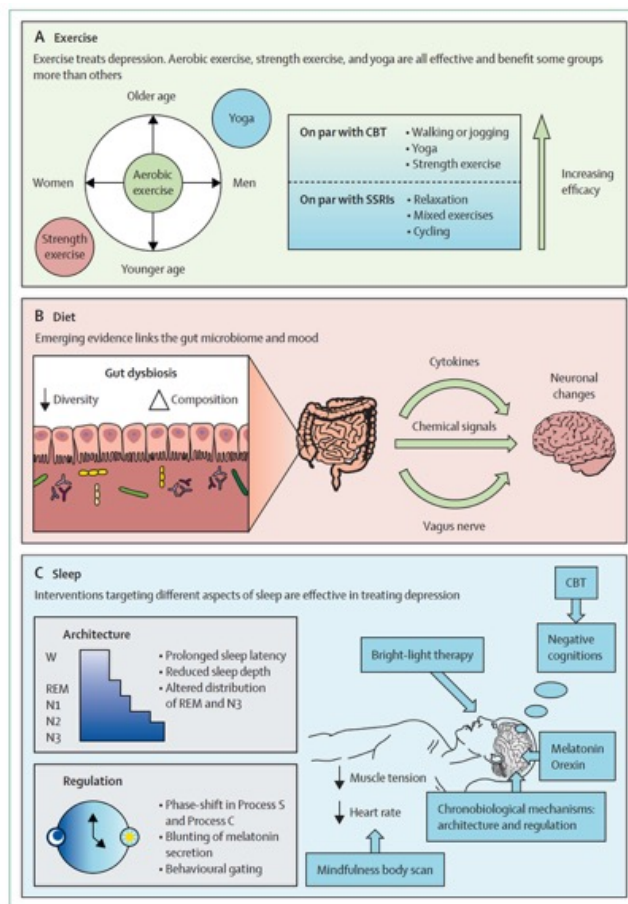 A Exercise
Exercise treats depression. Aerobic exercise, strength exercise, and yoga are all effective and benefit some groups
more than others
Older age
Yoga
Women
Aerobic
exercise
Men
Strength
exercise
Younger age
On par with CBT
• Walking or jogging
• Yoga
• Strength exercise
On par with SSRIs
• Relaxation
• Mixed exercises
• Cycling
Increasing
efficacy
B Diet
Emerging evidence links the gut microbiome and mood
Gut dysbiosis
Diversity
Composition
Cytokines
Chemical signals
Vagus nerve
Neuronal
changes
C Sleep
Interventions targeting different aspects of sleep are effective in treating depression
Architecture
W
REM
N1
N2
N3
• Prolonged sleep latency
• Reduced sleep depth
• Altered distribution
of REM and N3
Regulation
• Phase-shift in Process S
and Process C
• Blunting of melatonin
secretion
• Behavioural gating
CBT
Negative
cognitions
Bright-light therapy
Melatonin
Orexin
Muscle tension
Heart rate
Chronobiological mechanisms:
architecture and regulation
Mindfulness body scan